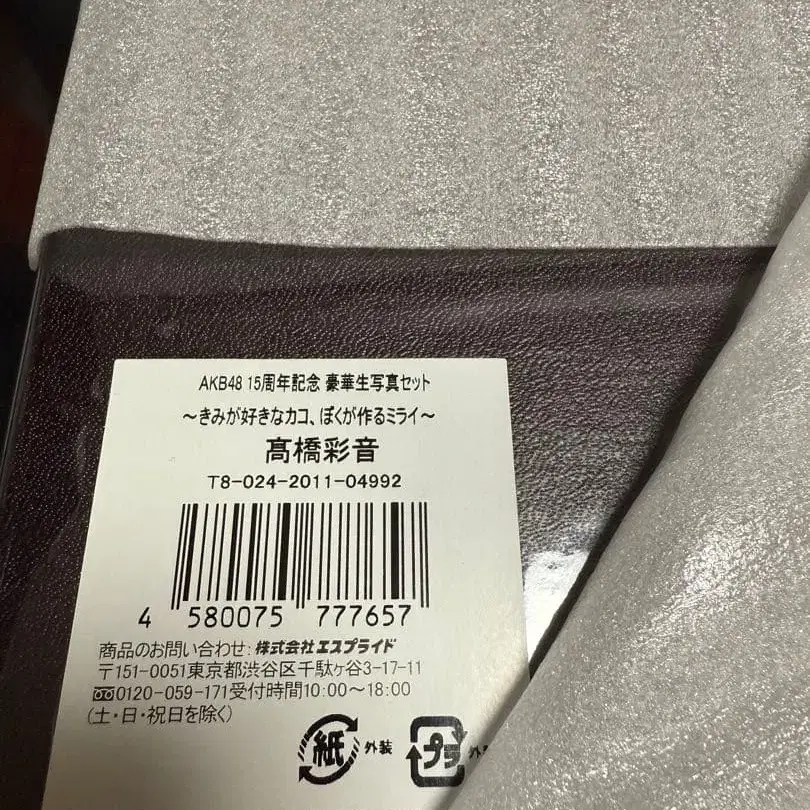 AKB48 15周年記念 豪華生写真セット
～きみが好きなカコ、ぼくが作るミライ～
髙橋彩音
T8-024-2011-04992
4 580075 777657
商品のお問い合わせ：株式会社エスプライド
〒151-0051東京都渋谷区千駄ヶ谷3-17-11
0120-059-171受付時間10:00～18:00
(土・日・祝日を除く)
紙 外装 プラ 外